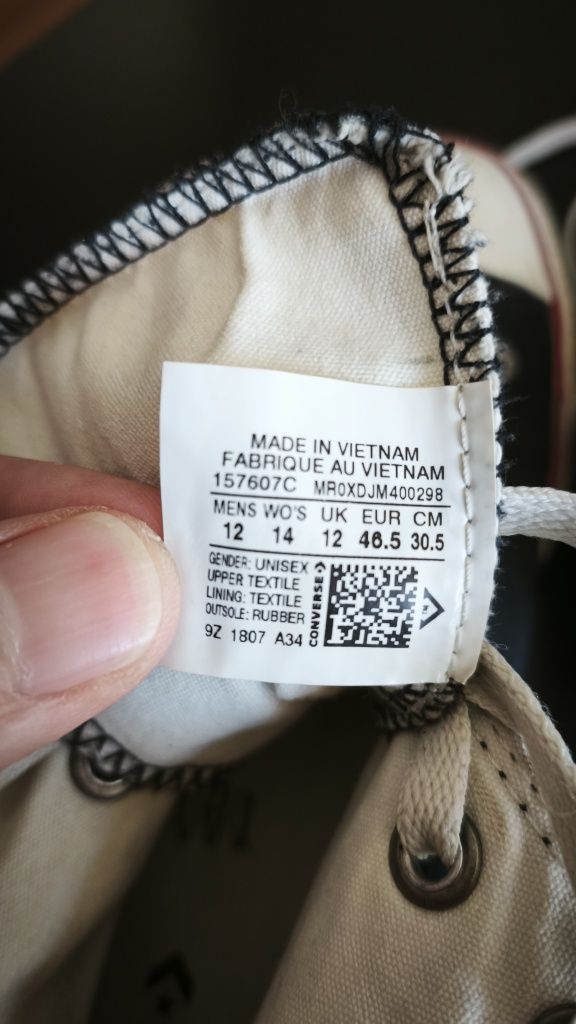 MADE IN VIETNAM
FABRIQUE AU VIETNAM
157607C MR0XDJM400298
MENS WO'S UK EUR CM
12 14 12 46.5 30.5
GENDER: UNISEX
UPPER TEXTILE
LINING: TEXTILE
OUTSOLE: RUBBER
9Z 1807 A34
CONVERSE